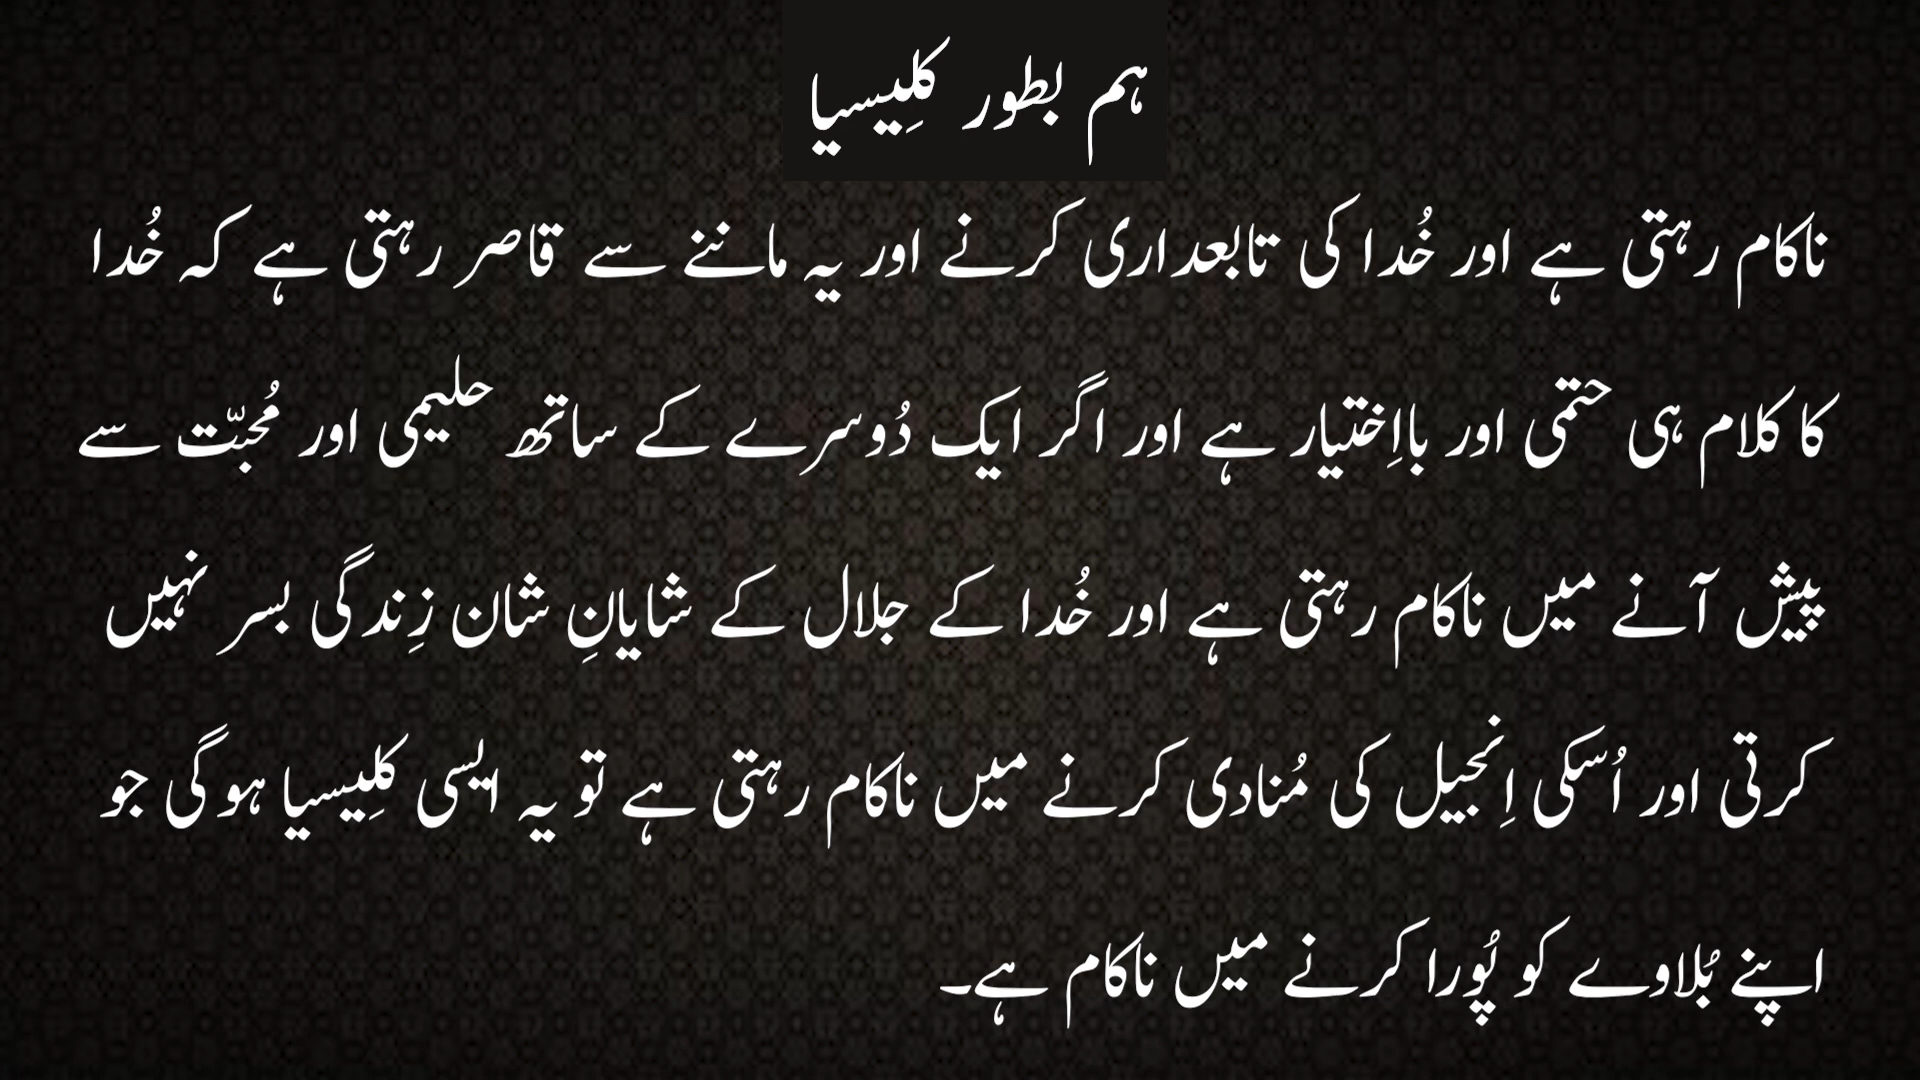 ہم بطور کلِیسیا
ناکام رہتی ہے اور خُدا کی تابعداری کرنے اور یہ ماننے سے قاصر رہتی ہے کہ خُدا
کا کلام ہی حتمی اور بااِختیار ہے اور اگر ایک دُوسرے کے ساتھ حلیمی اور مُحبّت سے
پیش آنے میں ناکام رہتی ہے اور خُدا کے جلال کے شایانِ شان زِندگی بسر نہیں
کرتی اور اُسکی اِنجیل کی مُنادی کرنے میں ناکام رہتی ہے تو یہ ایسی کلِیسیا ہوگی جو
اپنے بُلاوے کو پُورا کرنے میں ناکام ہے۔